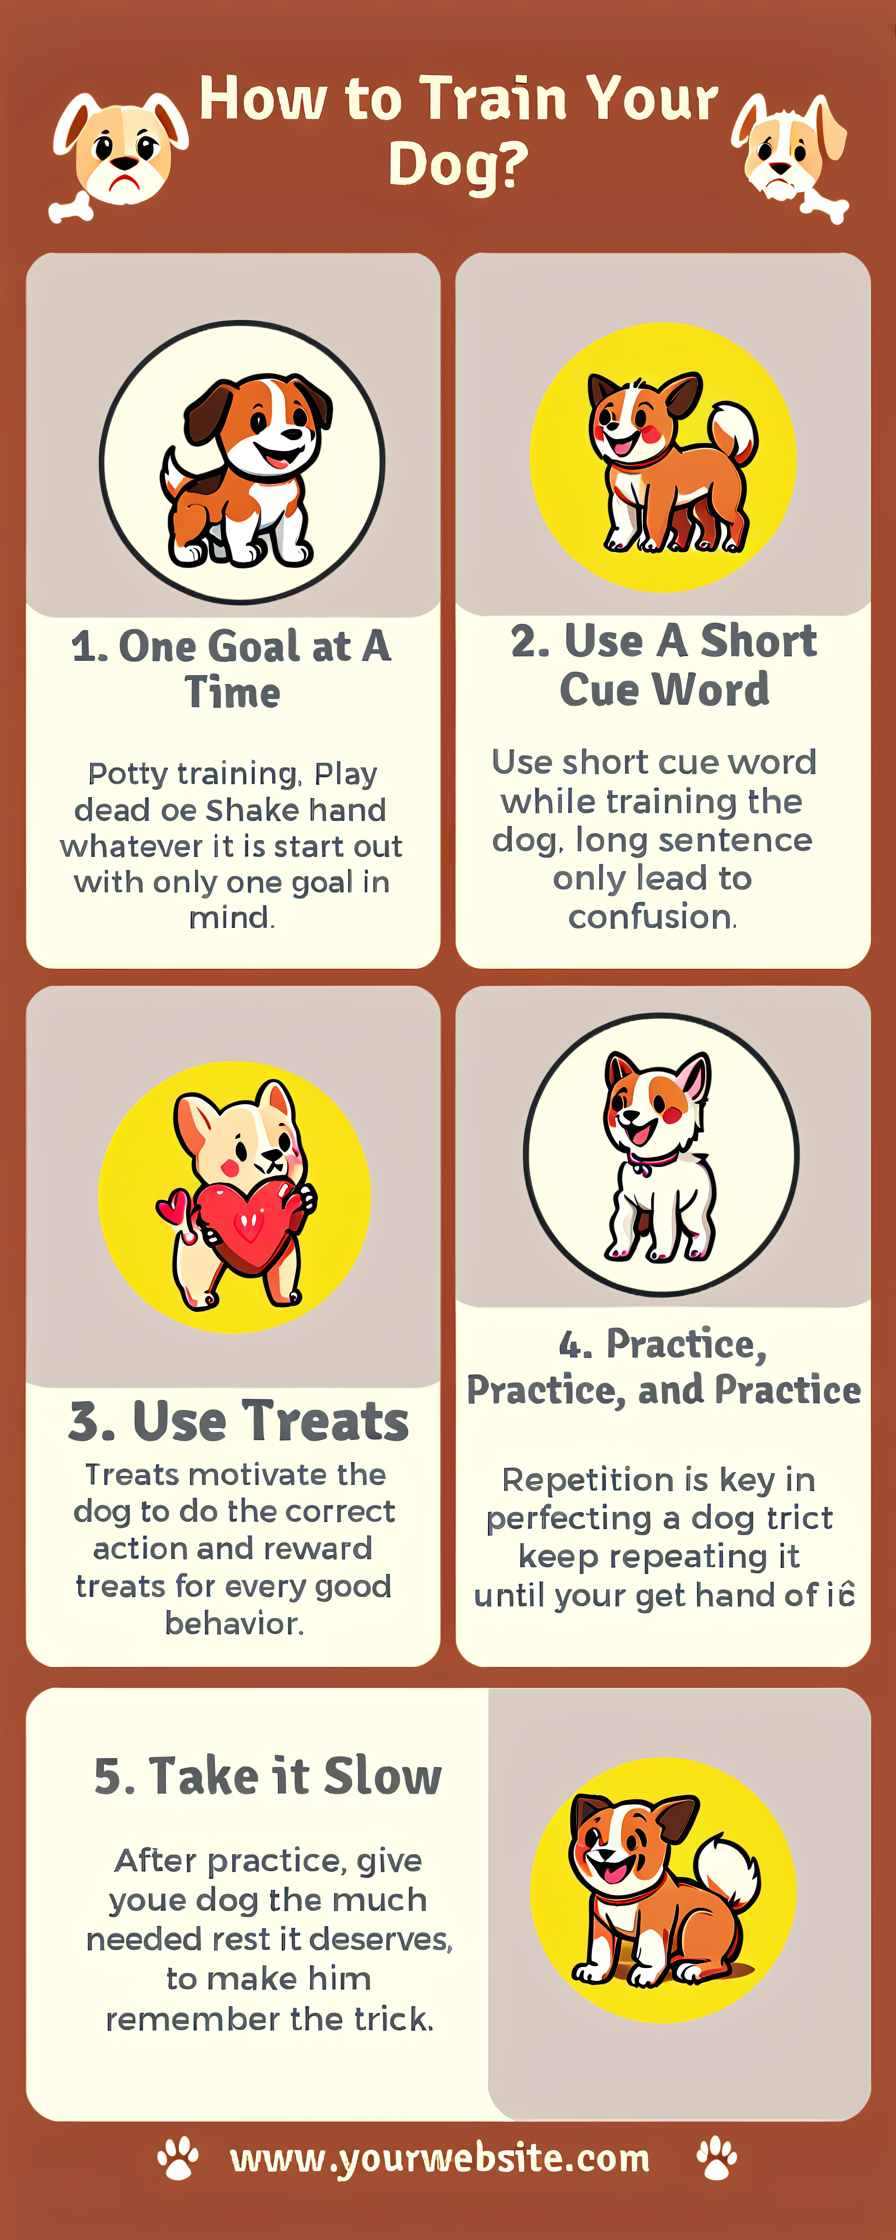 How to Train Your
Dog?
1. One Goal at A
Time
Potty training, Play
dead oe Shake hand
whatever it is start out
with only one goal in
mind.
2. Use A Short
Cue Word
Use short cue word
while training the
dog, long sentence
only lead to
confusion.
3. Use Treats
Treats motivate the
dog to do the correct
action and reward
treats for every good
behavior.
4. Practice,
Practice, and Practice
Repetition is key in
perfecting a dog trict
keep repeating it
until your get hand of
5. Take it Slow
After practice, give
youe dog the much
needed rest it deserves,
to make him
remember the trick.
www.yourwebsite.com